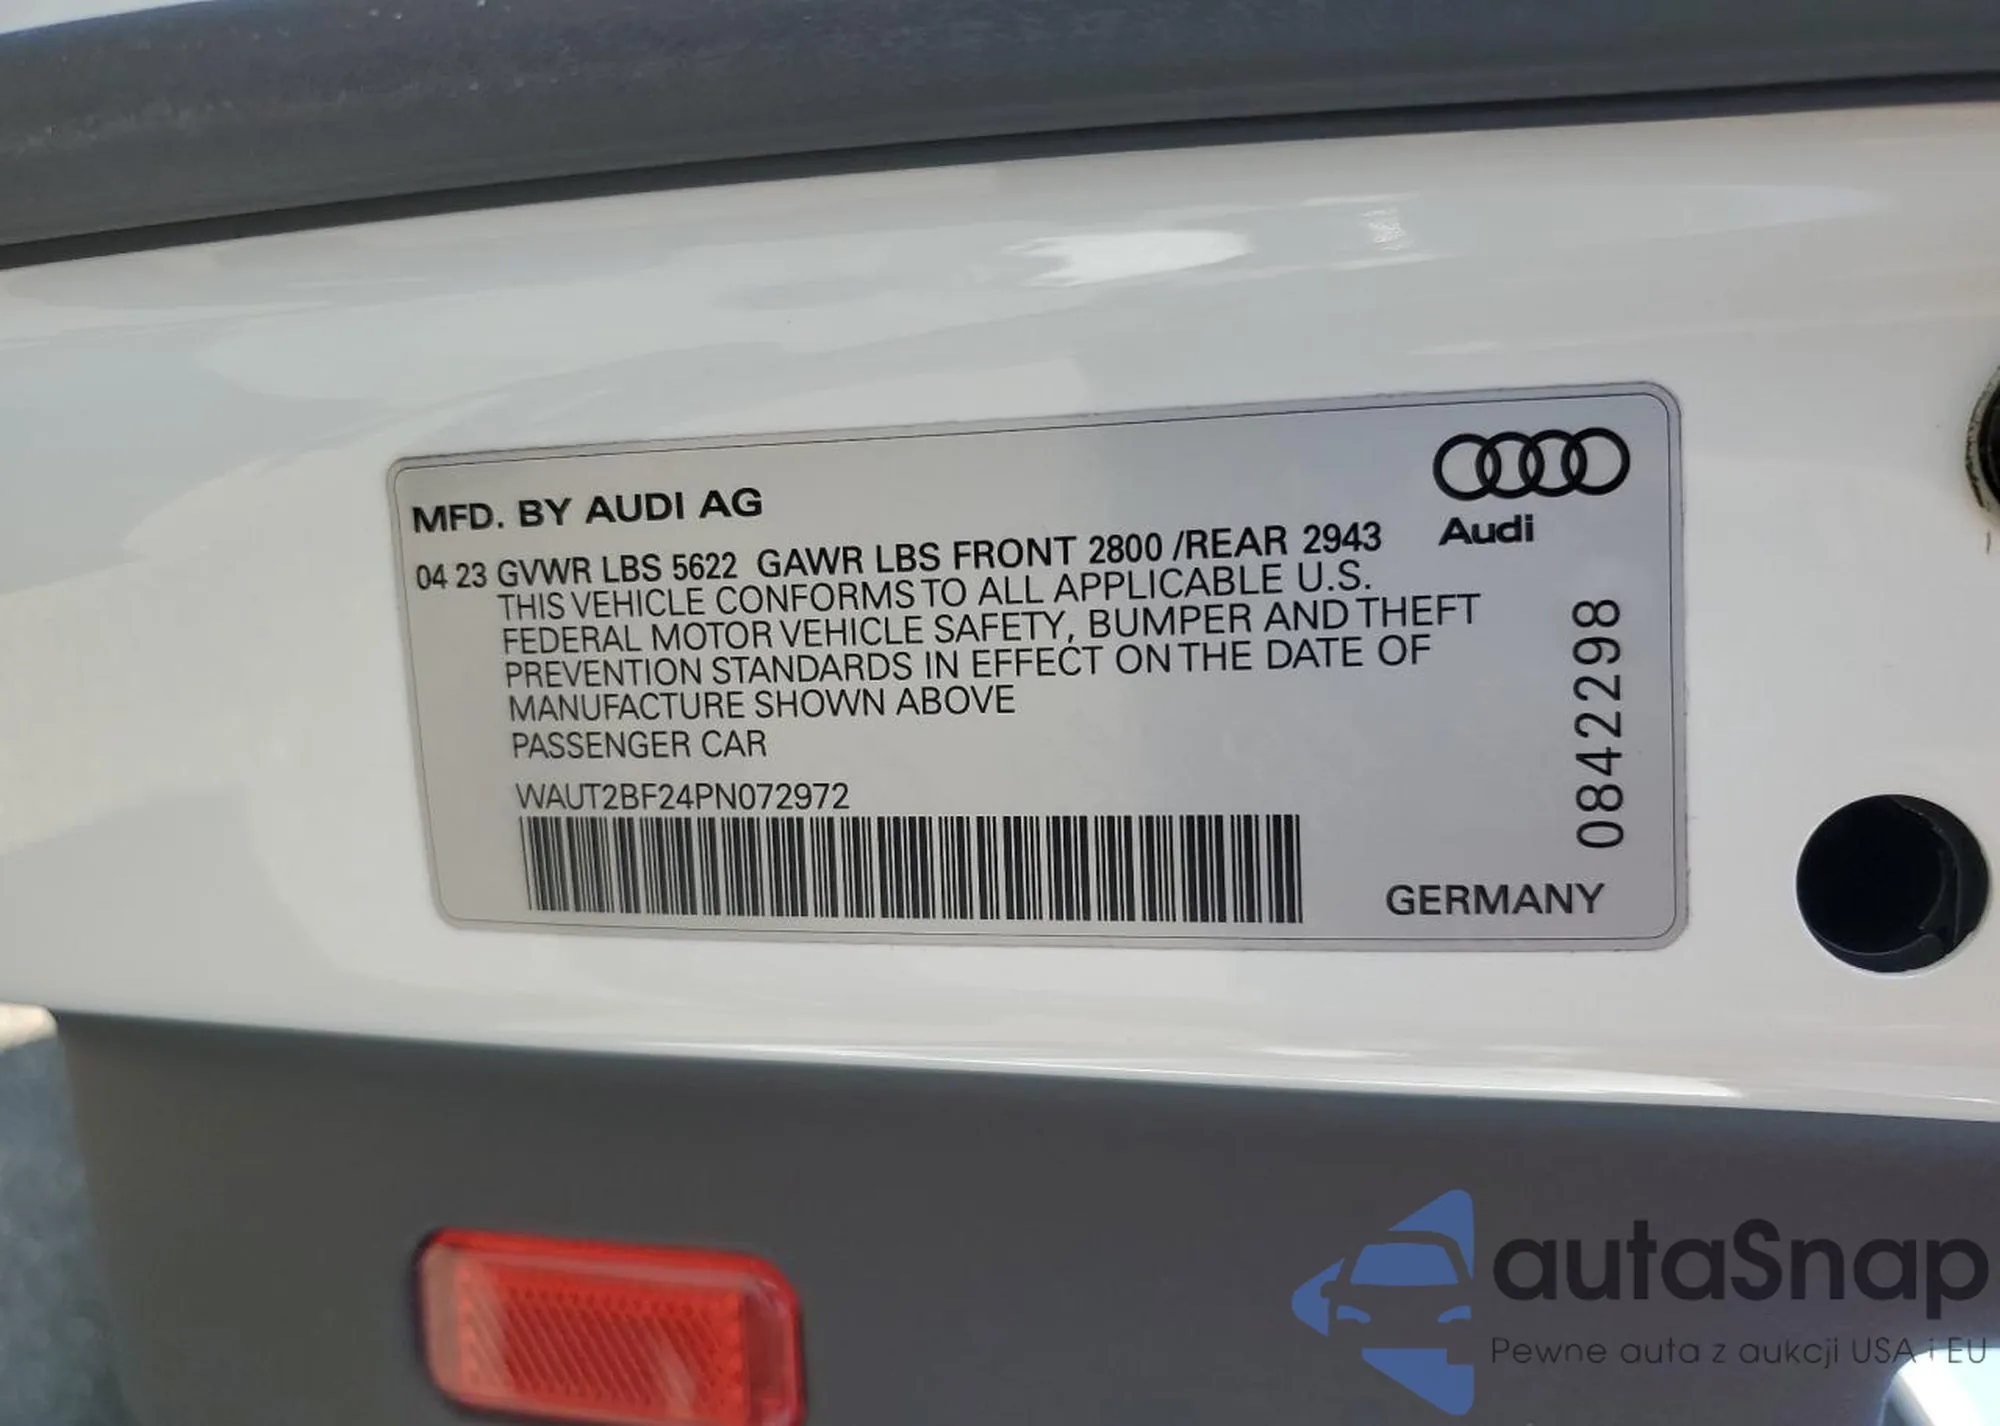 MFD. BY AUDI AG
Audi
04 23 GVWR LBS 5622 GAWR LBS FRONT 2800 /REAR 2943
THIS VEHICLE CONFORMS TO ALL APPLICABLE U.S.
FEDERAL MOTOR VEHICLE SAFETY, BUMPER AND THEFT
PREVENTION STANDARDS IN EFFECT ON THE DATE OF
MANUFACTURE SHOWN ABOVE
PASSENGER CAR
WAUT2BF24PN072972
0842298
GERMANY
autaSnap
Pewne auta z aukcji USA i EU